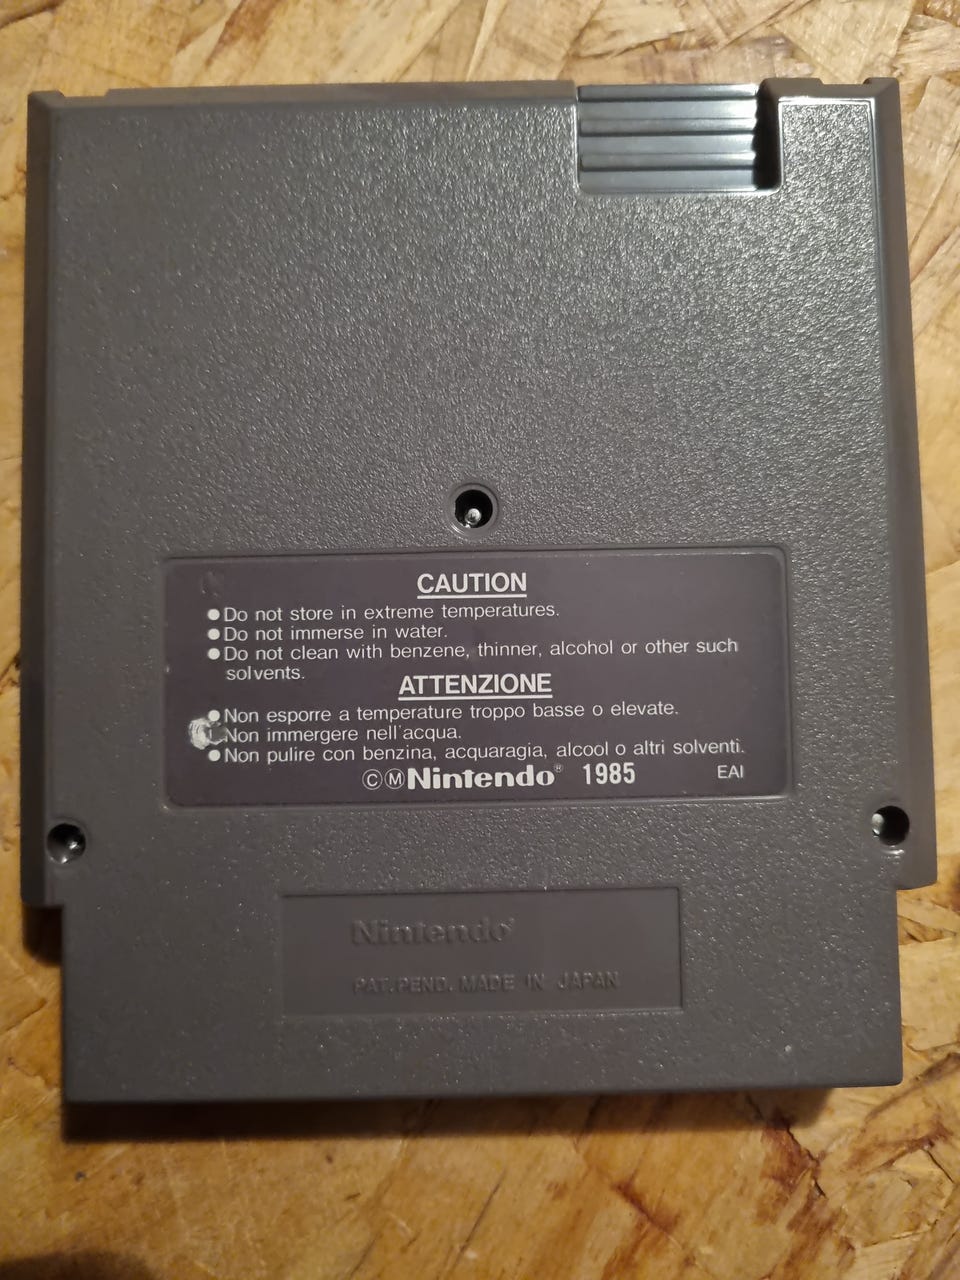 CAUTION
●Do not store in extreme temperatures.
●Do not immerse in water.
●Do not clean with benzene, thinner, alcohol or other such
solvents.
ATTENZIONE
●Non esporre a temperature troppo basse o elevate.
●Non immergere nell'acqua.
●Non pulire con benzina, acquaragia, alcool o altri solventi.
ⒸⓂNintendo® 1985 EAI
Nintendo®
PAT. PEND. MADE IN JAPAN